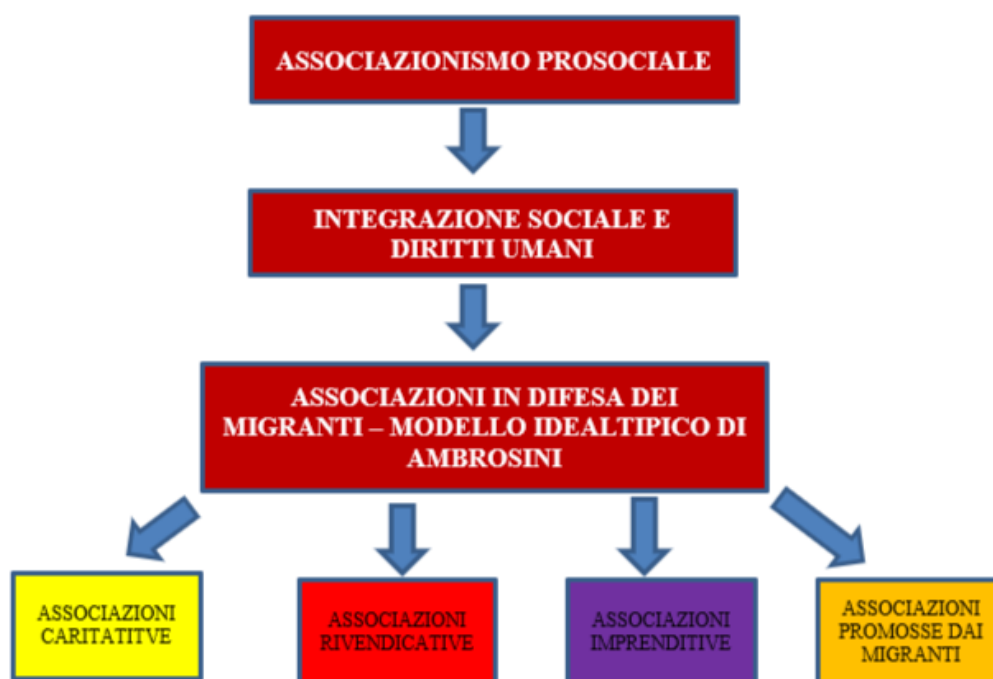 ASSOCIAZIONISMO PROSOCIALE
INTEGRAZIONE SOCIALE E
DIRITTI UMANI
ASSOCIAZIONI IN DIFESA DEI
MIGRANTI – MODELLO IDEALTIPICO DI
AMBROSINI
ASSOCIAZIONI
CARITATITVE
ASSOCIAZIONI
RIVENDICATIVE
ASSOCIAZIONI
IMPRENDITIVE
ASSOCIAZIONI
PROMOSSE DAI
MIGRANTI